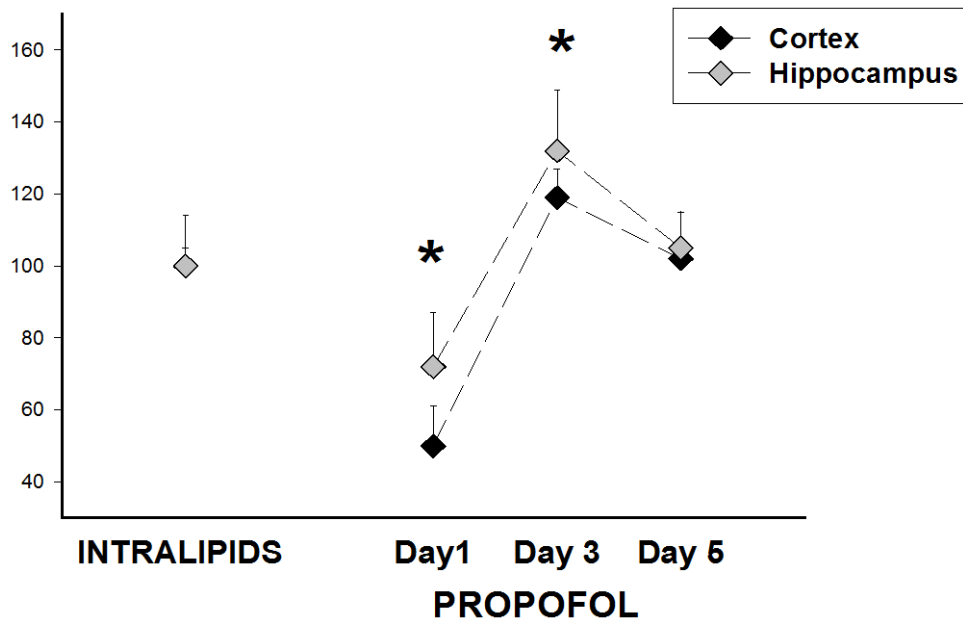 160
140
120
100
80
60
40
*
*
Cortex
Hippocampus
INTRALIPIDS Day1 Day 3 Day 5
PROPOFOL